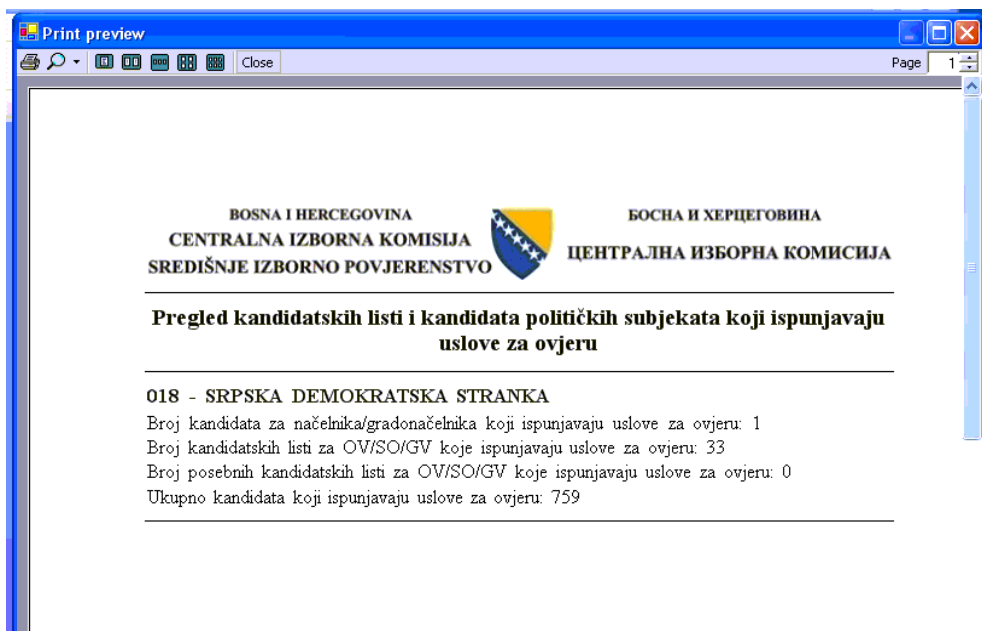 Print preview
Close
Page 1
BOSNA I HERCEGOVINA
CENTRALNA IZBORNA KOMISIJA
SREDIŠNJE IZBORNO POVJERENSTVO
БОСНА И ХЕРЦЕГОВИНА
ЦЕНТРАЛНА ИЗБОРНА КОМИСИЈА
Pregled kandidatskih listi i kandidata političkih subjekata koji ispunjavaju
uslove za ovjeru
018 - SRPSKA DEMOKRATSKA STRANKA
Broj kandidata za načelnika/gradonačelnika koji ispunjavaju uslove za ovjeru: 1
Broj kandidatskih listi za OV/SO/GV koje ispunjavaju uslove za ovjeru: 33
Broj posebnih kandidatskih listi za OV/SO/GV koje ispunjavaju uslove za ovjeru: 0
Ukupno kandidata koji ispunjavaju uslove za ovjeru: 759